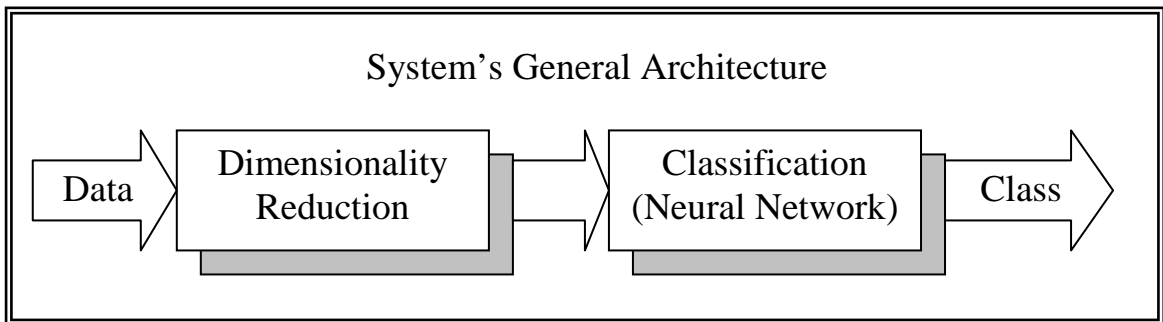 System’s General Architecture
Data
Dimensionality
Reduction
Classification
(Neural Network)
Class